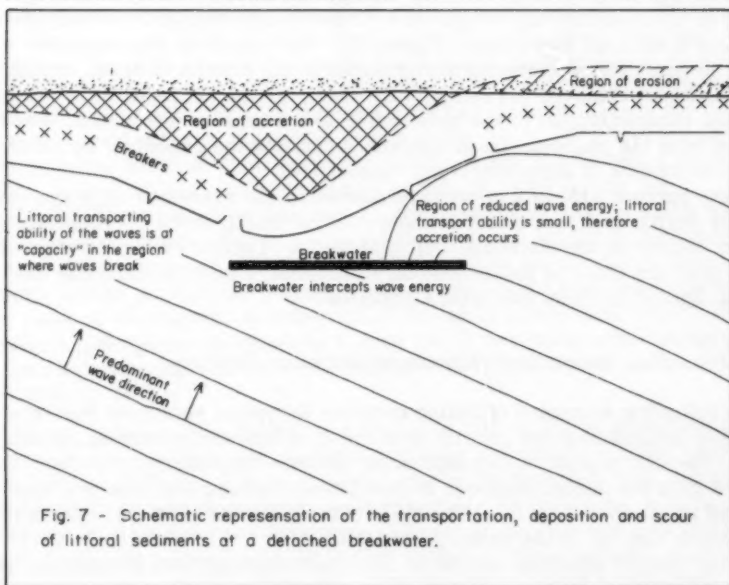 Region of erosion
Region of accretion
Breakers
Littoral transporting
ability of the waves is at
"capacity" in the region
where waves break
Region of reduced wave energy; littoral
transport ability is small, therefore
accretion occurs
Breakwater
Breakwater intercepts wave energy
Predominant
wave direction
Fig. 7 - Schematic represensation of the transportation, deposition and scour
of littoral sediments at a detached breakwater.